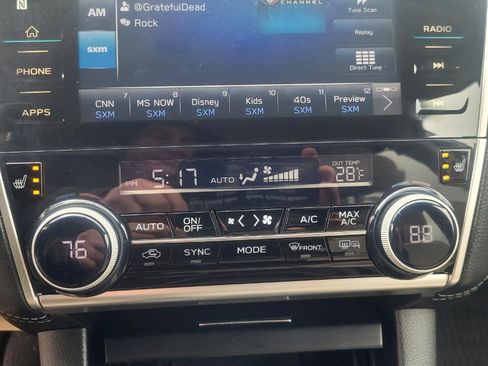 AM
@GratefulDead
CHANNEL
Tune Scan
RADIO
Rock
sxm
Replay
PHONE
Direct Tune
APPS
7 8 9 10 11 12
CNN MS NOW Disney Kids 40s Preview
SXM SXM SXM SXM SXM SXM
OUT TEMP
PM 5:17 AUTO 28°F
AUTO ON/ A/C MAX
OFF A/C
76 88
SYNC MODE FRONT